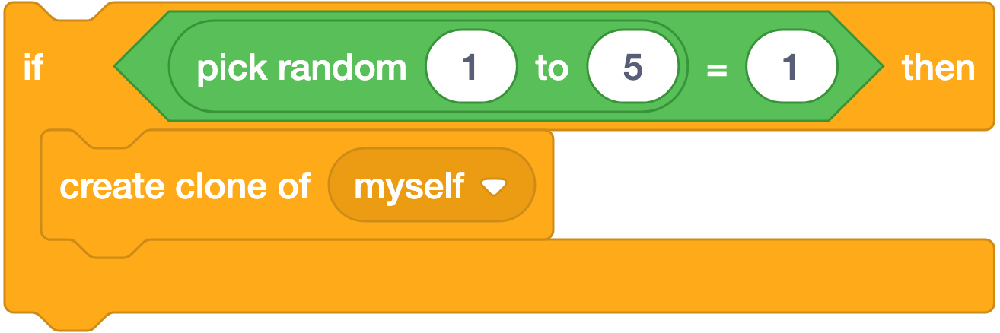 if pick random 1 to 5 = 1 then
create clone of myself